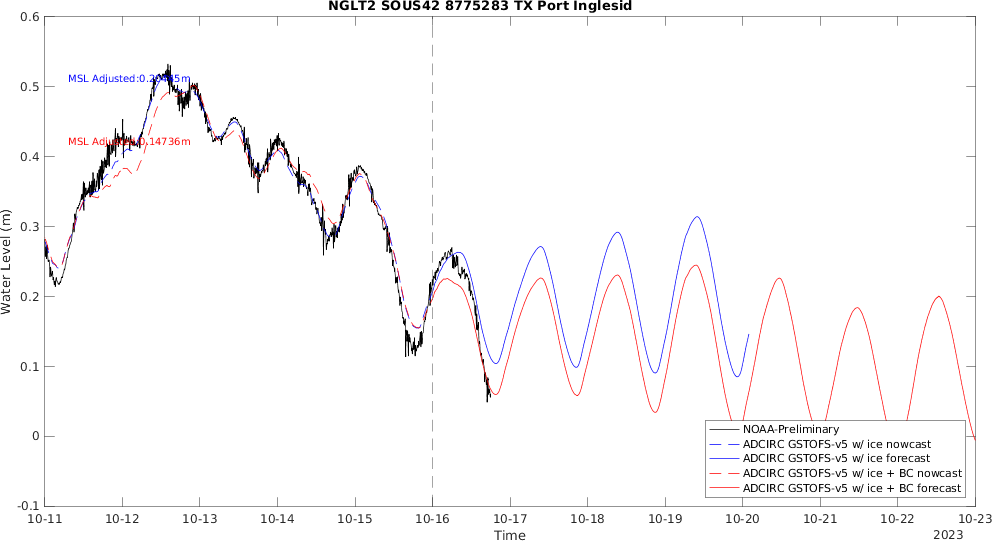 NGLT2 SOUS42 8775283 TX Port Inglesid
0.6
0.5
0.4
0.3
0.2
0.1
0
-0.1
Water Level (m)
MSL
MSL 0.14736m
NOAA-Preliminary
ADCIRC GSTOFS-v5 w/ ice nowcast
ADCIRC GSTOFS-v5 w/ ice forecast
ADCIRC GSTOFS-v5 w/ ice + BC nowcast
ADCIRC GSTOFS-v5 w/ ice + BC forecast
10-11 10-12 10-13 10-14 10-15 10-16 10-17 10-18 10-19 10-20 10-21 10-22 10-23
Time
2023